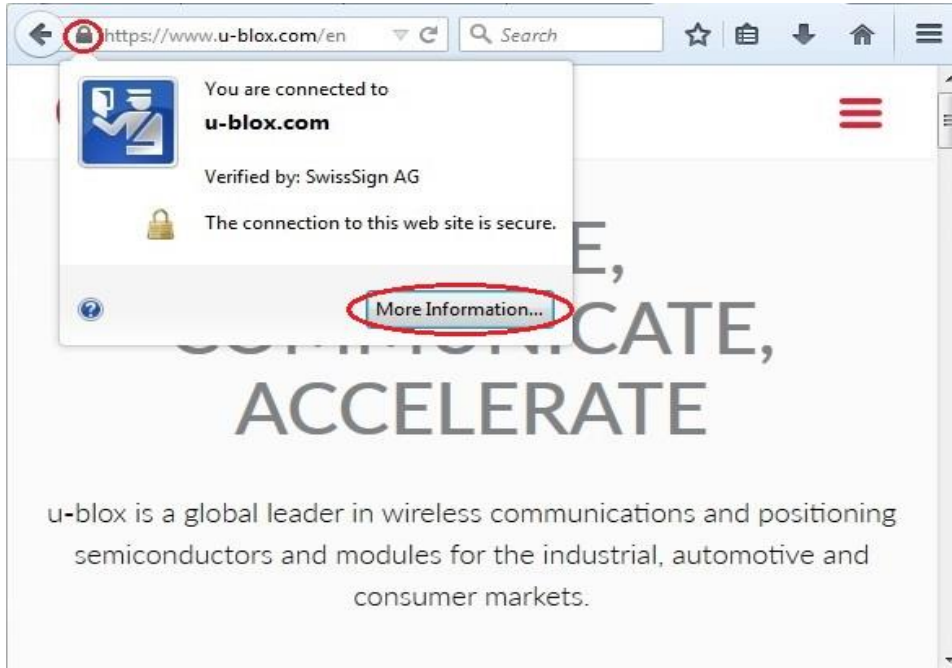 https://www.u-blox.com/en
Search
You are connected to
u-blox.com
Verified by: SwissSign AG
The connection to this web site is secure.
More Information...
ACCELERATE
u-blox is a global leader in wireless communications and positioning
semiconductors and modules for the industrial, automotive and
consumer markets.